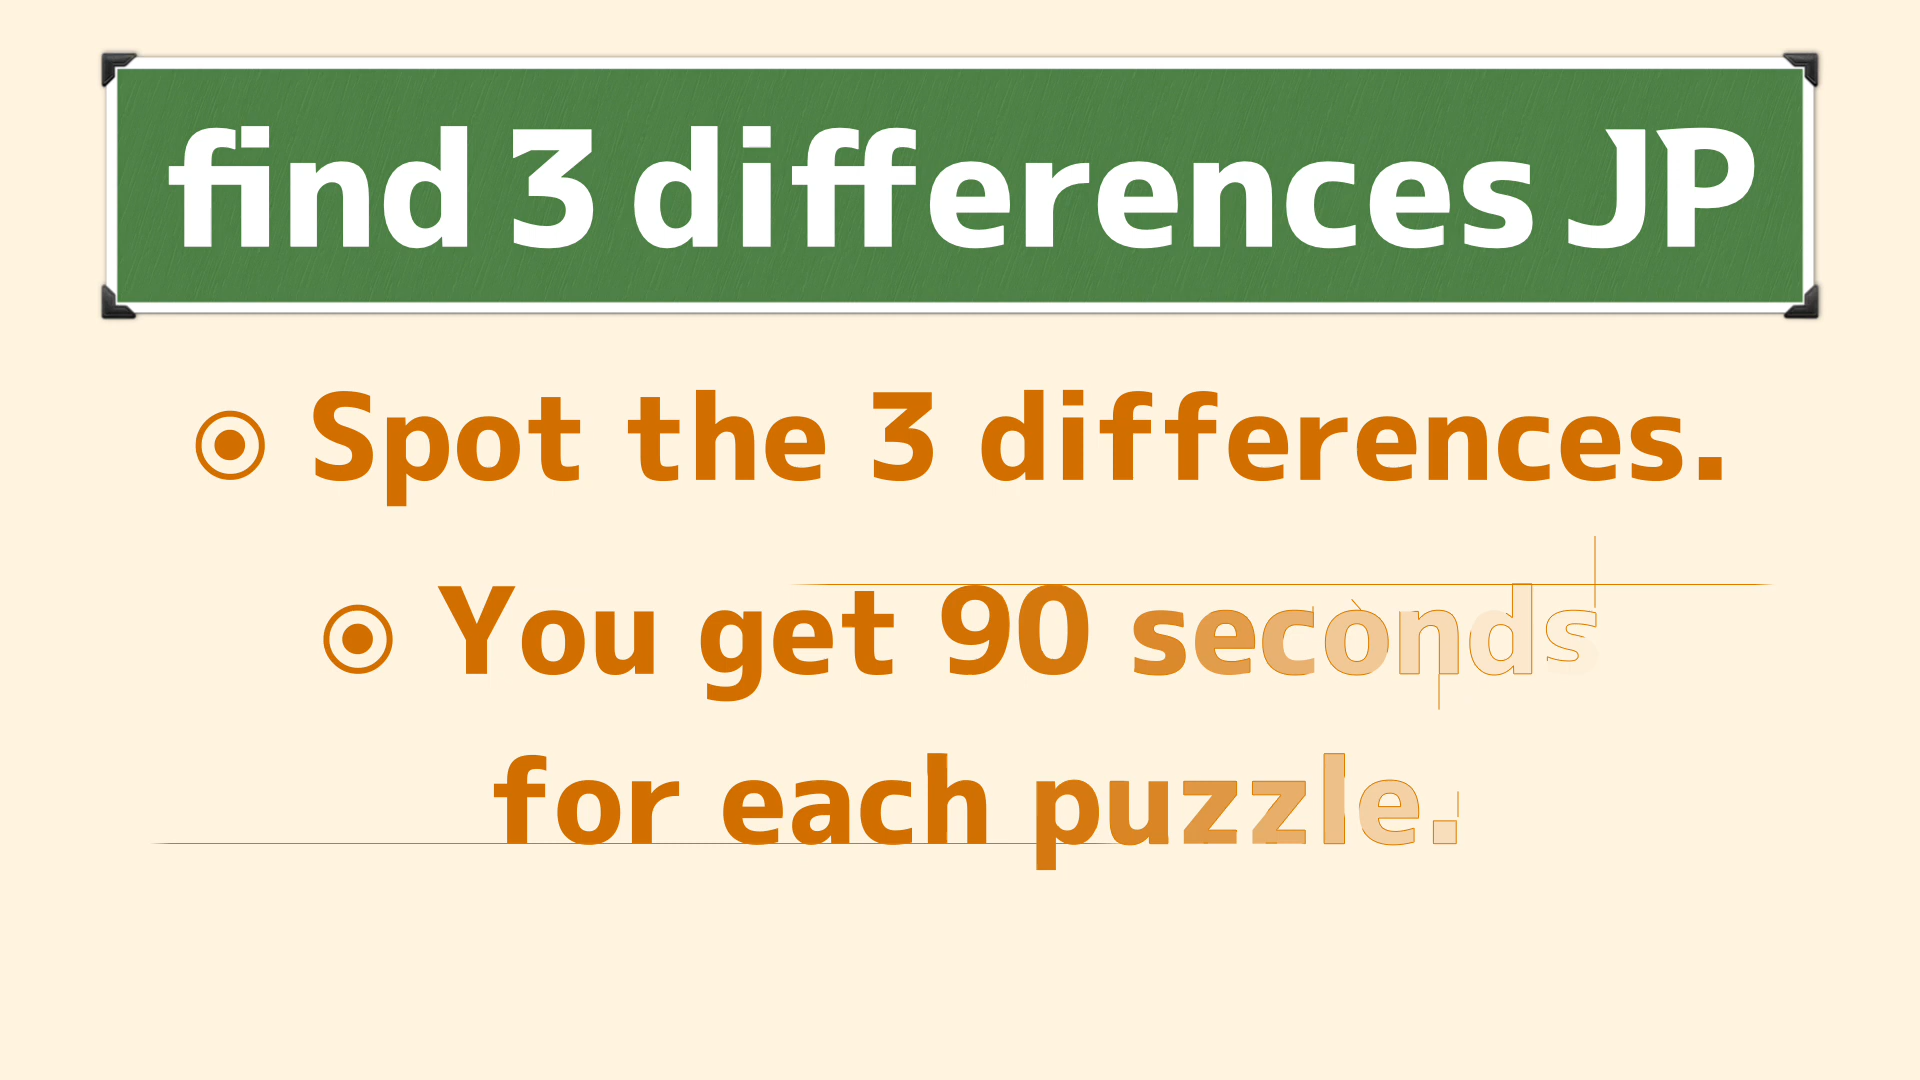 find 3 differences JP
◉ Spot the 3 differences.
◉ You get 90 seconds
for each puzzle.